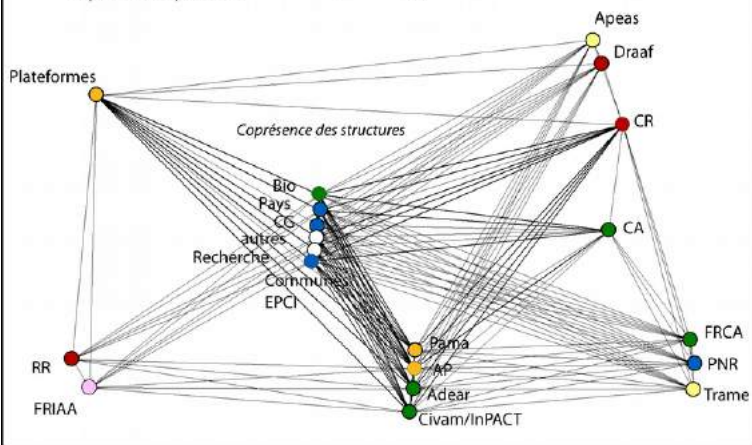 Apeas
Draaf
Plateformes
CR
Coprésence des structures
Bio
Pays
CG
autres
CA
Recherche
Communes
EPCI
FRCA
Pama
PNR
AP
RR
Adear
Trame
FRIAA
Civam/InPACT